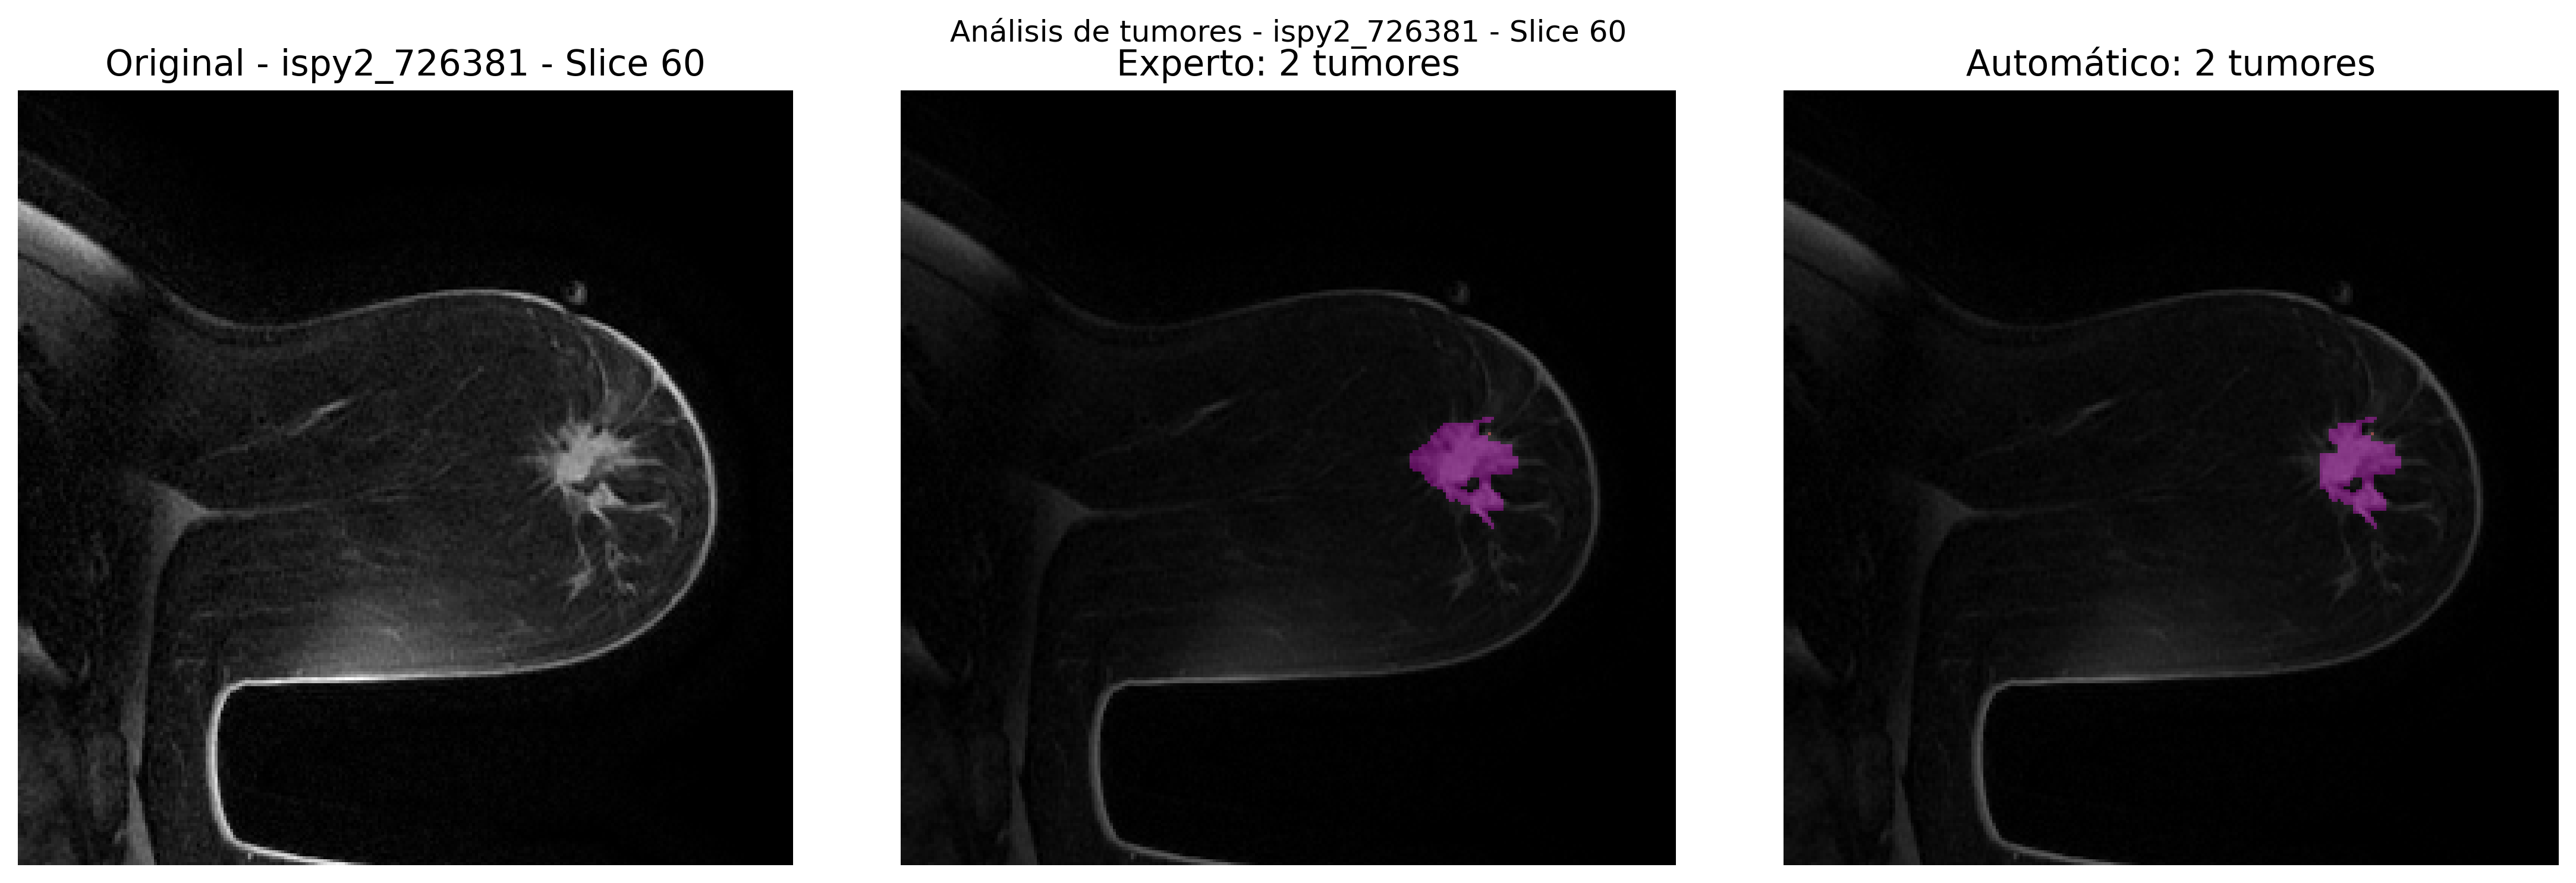 Análisis de tumores - ispy2_726381 - Slice 60
Original - ispy2_726381 - Slice 60
Experto: 2 tumores
Automático: 2 tumores